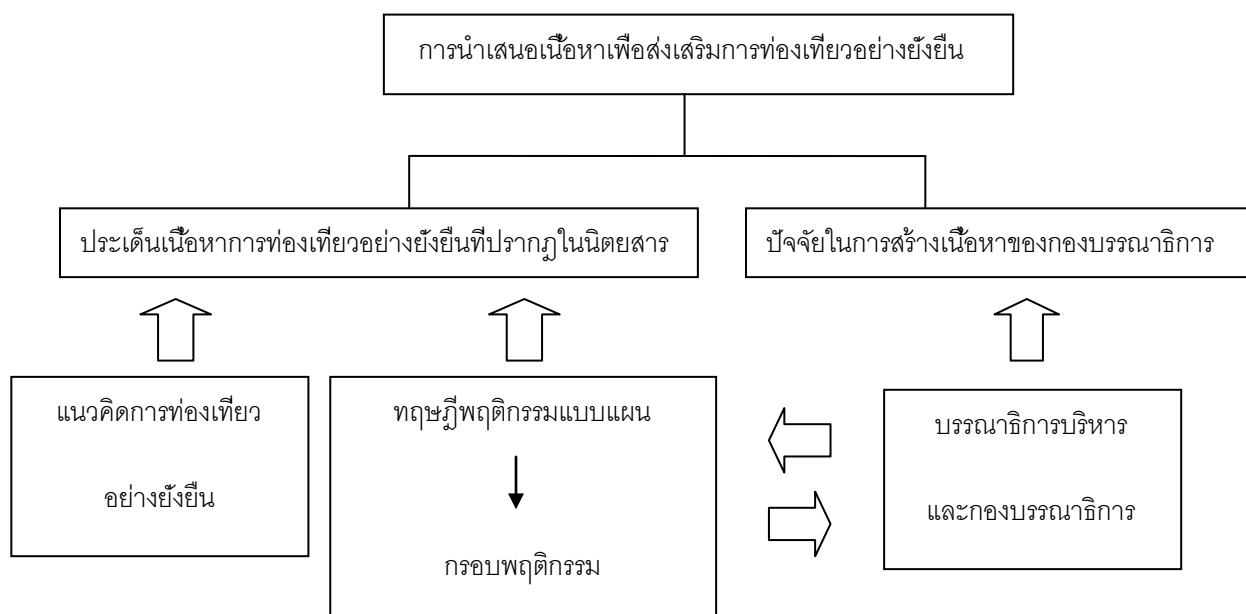 การนำเสนอเนื้อหาเพื่อส่งเสริมการท่องเที่ยวอย่างยั่งยืน
ประเด็นเนื้อหาการท่องเที่ยวอย่างยั่งยืนที่ปรากฏในนิตยสาร
ปัจจัยในการสร้างเนื้อหาของกองบรรณาธิการ
แนวคิดการท่องเที่ยว
อย่างยั่งยืน
ทฤษฎีพฤติกรรมแบบแผน
กรอบพฤติกรรม
บรรณาธิการบริหาร
และกองบรรณาธิการ